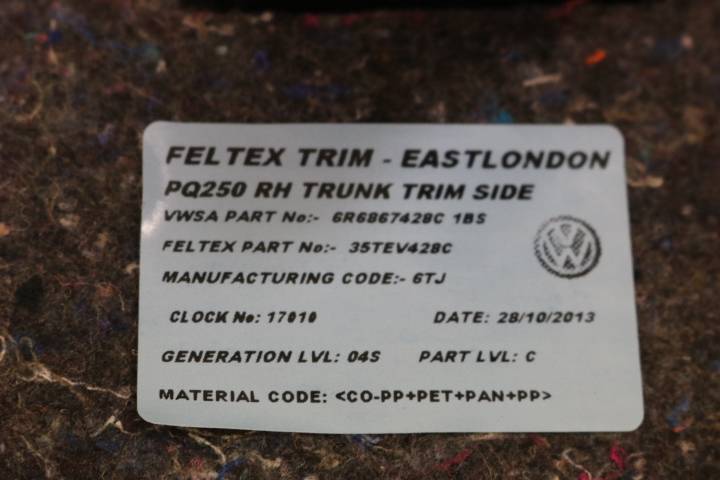 FELTEX TRIM - EASTLONDON
PQ250 RH TRUNK TRIM SIDE
VWSA PART No:- 6R6867428C 1BS
FELTEX PART No:- 35TEV428C
MANUFACTURING CODE:- 6TJ
CLOCK No: 17010 DATE: 28/10/2013
GENERATION LVL: 04S PART LVL: C
MATERIAL CODE: <CO-PP+PET+PAN+PP>